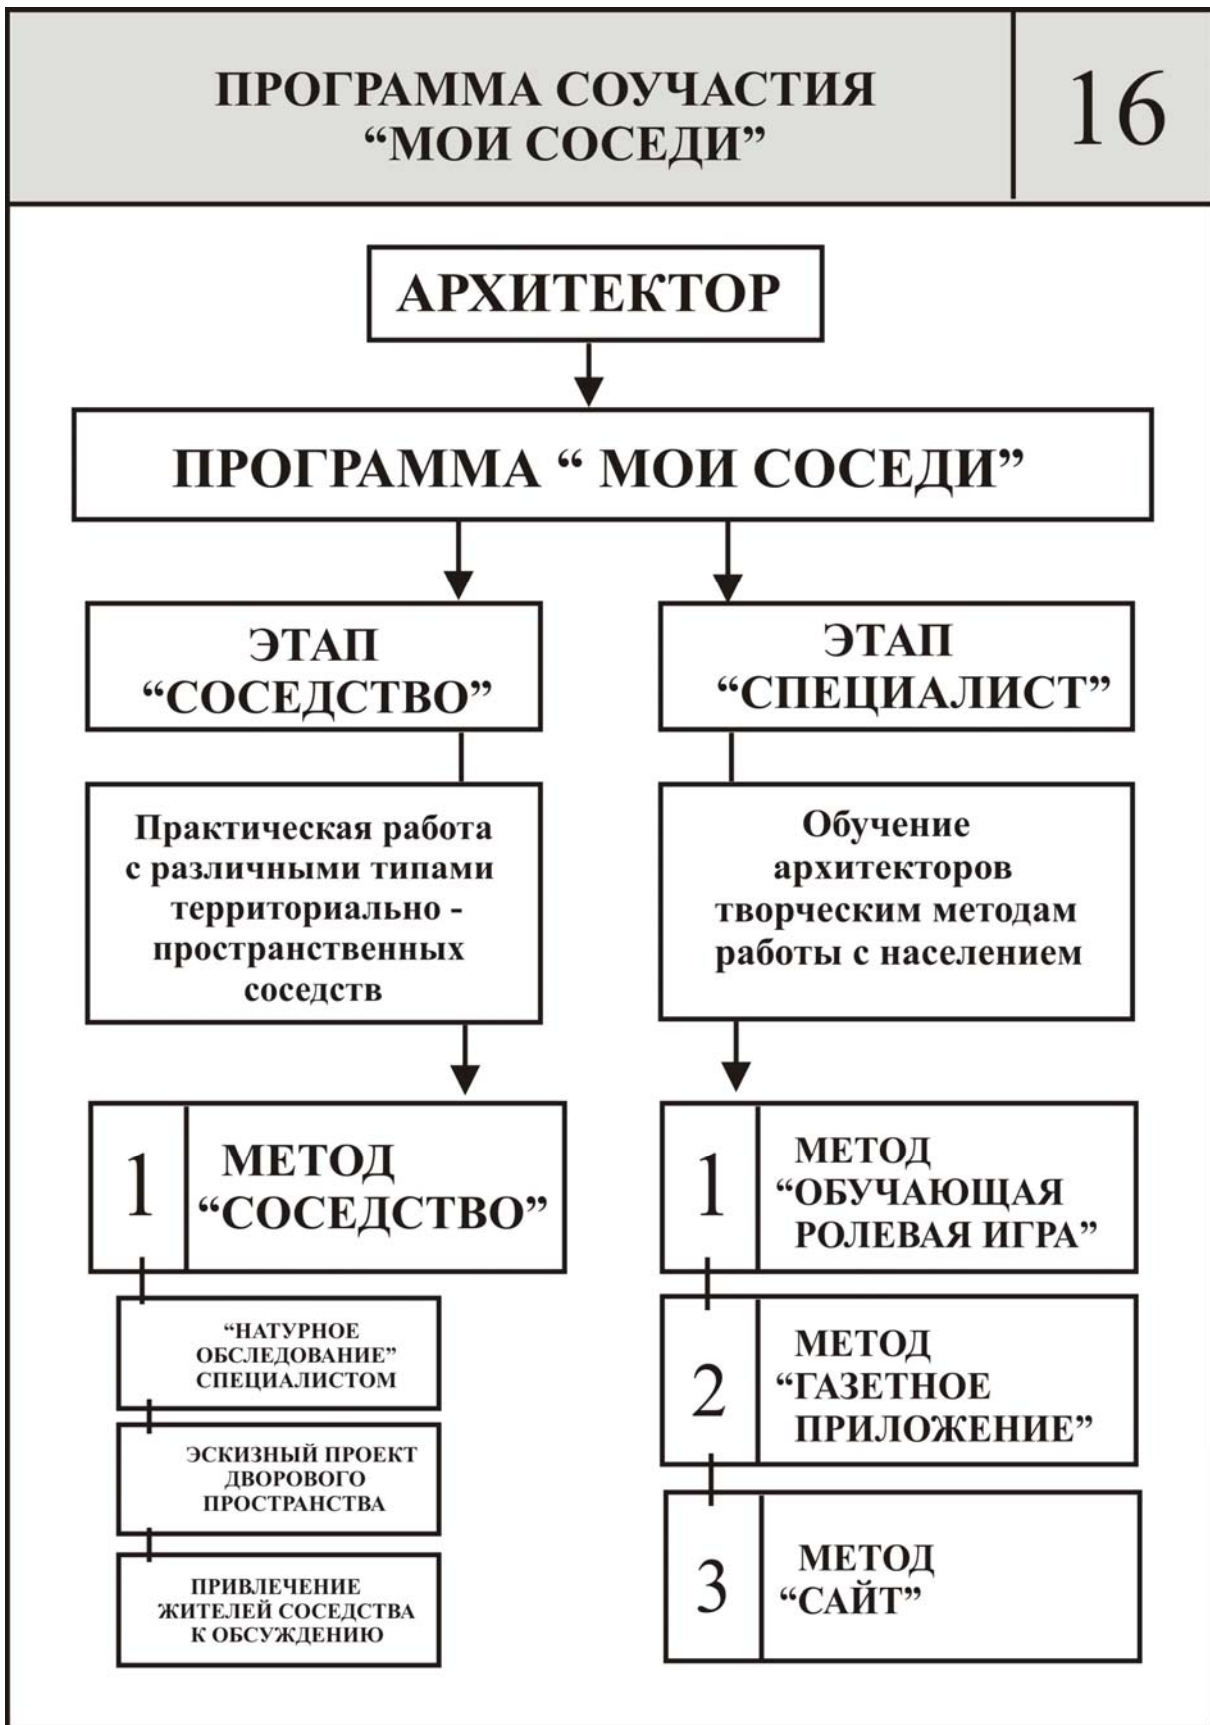 ПРОГРАММА СОУЧАСТИЯ
“МОИ СОСЕДИ”
16
АРХИТЕКТОР
ПРОГРАММА “ МОИ СОСЕДИ”
ЭТАП
“СОСЕДСТВО”
Практическая работа
с различными типами
территориально -
пространственных
соседств
1
МЕТОД
“СОСЕДСТВО”
“НАТУРНОЕ
ОБСЛЕДОВАНИЕ”
СПЕЦИАЛИСТОМ
ЭСКИЗНЫЙ ПРОЕКТ
ДВОРОВОГО
ПРОСТРАНСТВА
ПРИВЛЕЧЕНИЕ
ЖИТЕЛЕЙ СОСЕДСТВА
К ОБСУЖДЕНИЮ
ЭТАП
“СПЕЦИАЛИСТ”
Обучение
архитекторов
творческим методам
работы с населением
1
МЕТОД
“ОБУЧАЮЩАЯ
РОЛЕВАЯ ИГРА”
2
МЕТОД
“ГАЗЕТНОЕ
ПРИЛОЖЕНИЕ”
3
МЕТОД
“САЙТ”